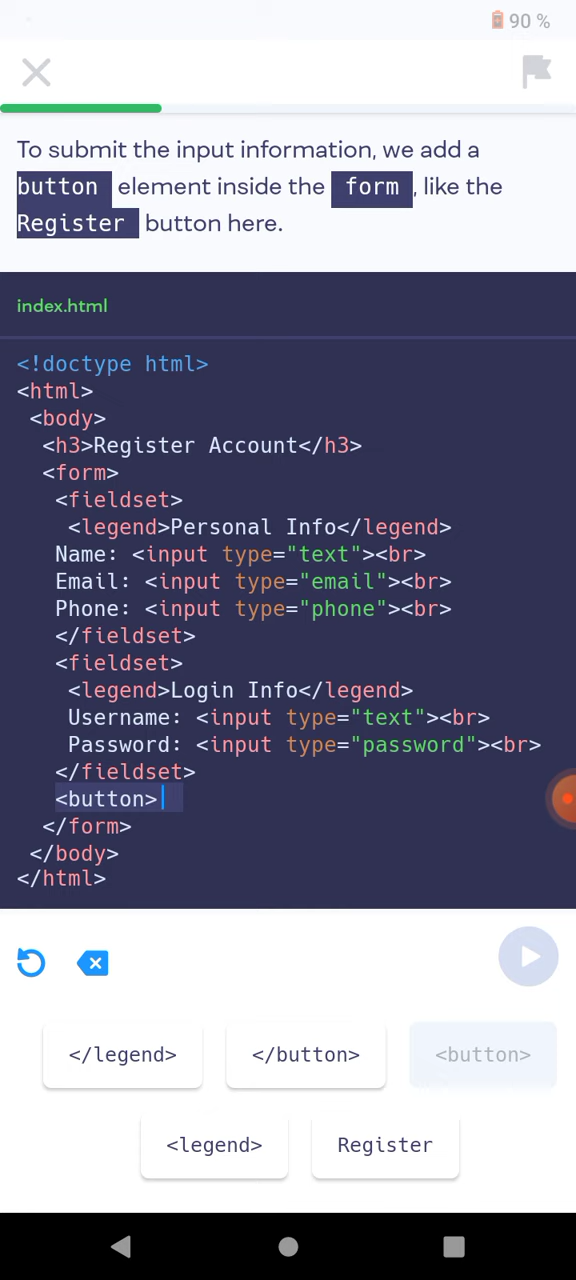 90 %
To submit the input information, we add a
button element inside the form, like the
Register button here.
index.html
<!doctype html>
<html>
<body>
<h3>Register Account</h3>
<form>
<fieldset>
<legend>Personal Info</legend>
Name: <input type="text"><br>
Email: <input type="email"><br>
Phone: <input type="phone"><br>
</fieldset>
<fieldset>
<legend>Login Info</legend>
Username: <input type="text"><br>
Password: <input type="password"><br>
</fieldset>
<button>
</form>
</body>
</html>
</legend> </button> <button>
<legend> Register